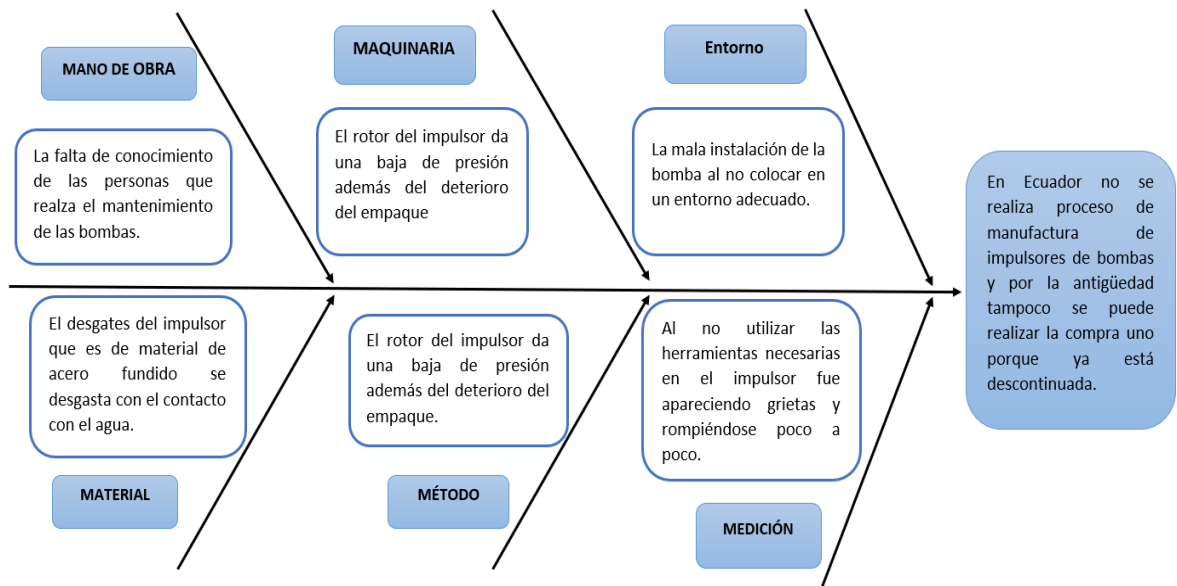 MANO DE OBRA
La falta de conocimiento
de las personas que
realza el mantenimiento
de las bombas.
MAQUINARIA
El rotor del impulsor da
una baja de presión
además del deterioro
del empaque
Entorno
La mala instalación de la
bomba al no colocar en
un entorno adecuado.
En Ecuador no se
realiza proceso de
manufactura de
impulsores de bombas
y por la antigüedad
tampoco se puede
realizar la compra uno
porque ya está
descontinuada.
El desgates del impulsor
que es de material de
acero fundido se
desgasta con el contacto
con el agua.
MATERIAL
El rotor del impulsor da
una baja de presión
además del deterioro del
empaque.
MÉTODO
Al no utilizar las
herramientas necesarias
en el impulsor fue
apareciendo grietas y
rompiéndose poco a
poco.
MEDICIÓN